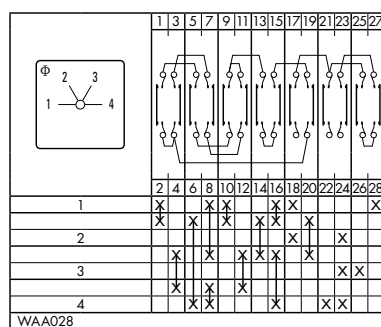 1 3 5 7 9 11 13 15 17 19 21 23 25 27
Φ
2 3
1 4
2 4 6 8 10 12 14 16 18 20 22 24 26 28
1 X X X X X X
X X X X X
2 X X
X X X X X X
3 X X
X X X
4 X X X X X
WAA028